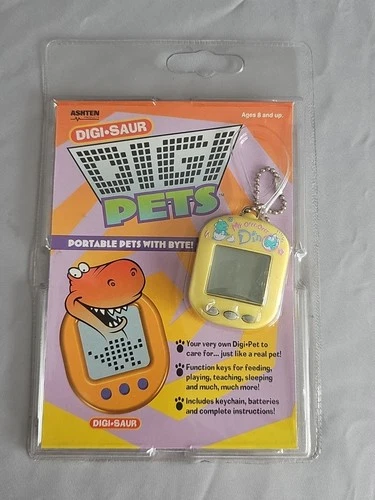 ASHTEN
Ages 8 and up.
DIGI•SAUR
DIGI
PETS
PORTABLE PETS WITH BYTE!
Dino
Your very own Digi•Pet to
care for... just like a real pet!
Function keys for feeding,
playing, teaching, sleeping
and much, much more!
Includes keychain, batteries
and complete instructions!
DIGI•SAUR